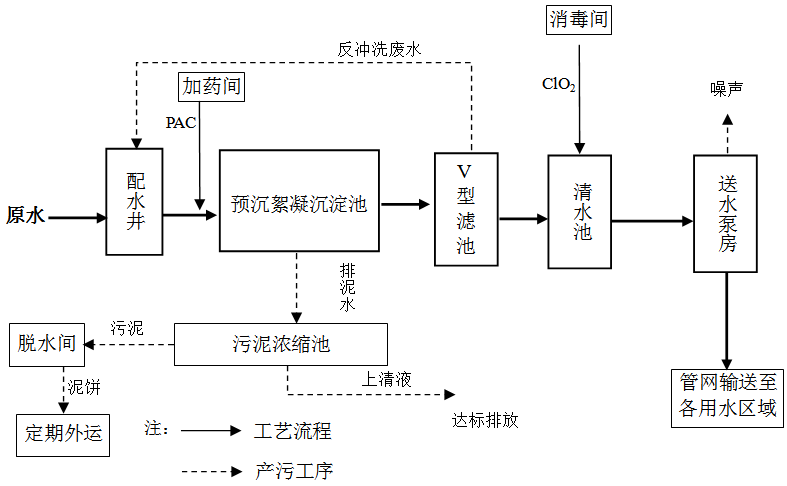 消毒间
反冲洗废水
加药间
ClO₂
噪声
PAC
配水井
预沉絮凝沉淀池
V型滤池
清水池
送水泵房
原水
排泥水
污泥
脱水间
污泥浓缩池
泥饼
上清液
管网输送至
各用水区域
达标排放
定期外运
注：
工艺流程
产污工序